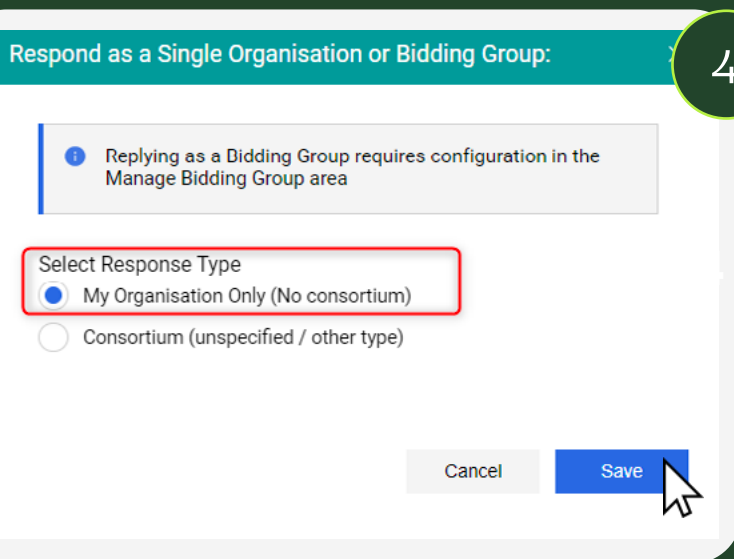 Respond as a Single Organisation or Bidding Group:
4
Replying as a Bidding Group requires configuration in the
Manage Bidding Group area
Select Response Type
My Organisation Only (No consortium)
Consortium (unspecified / other type)
Cancel
Save